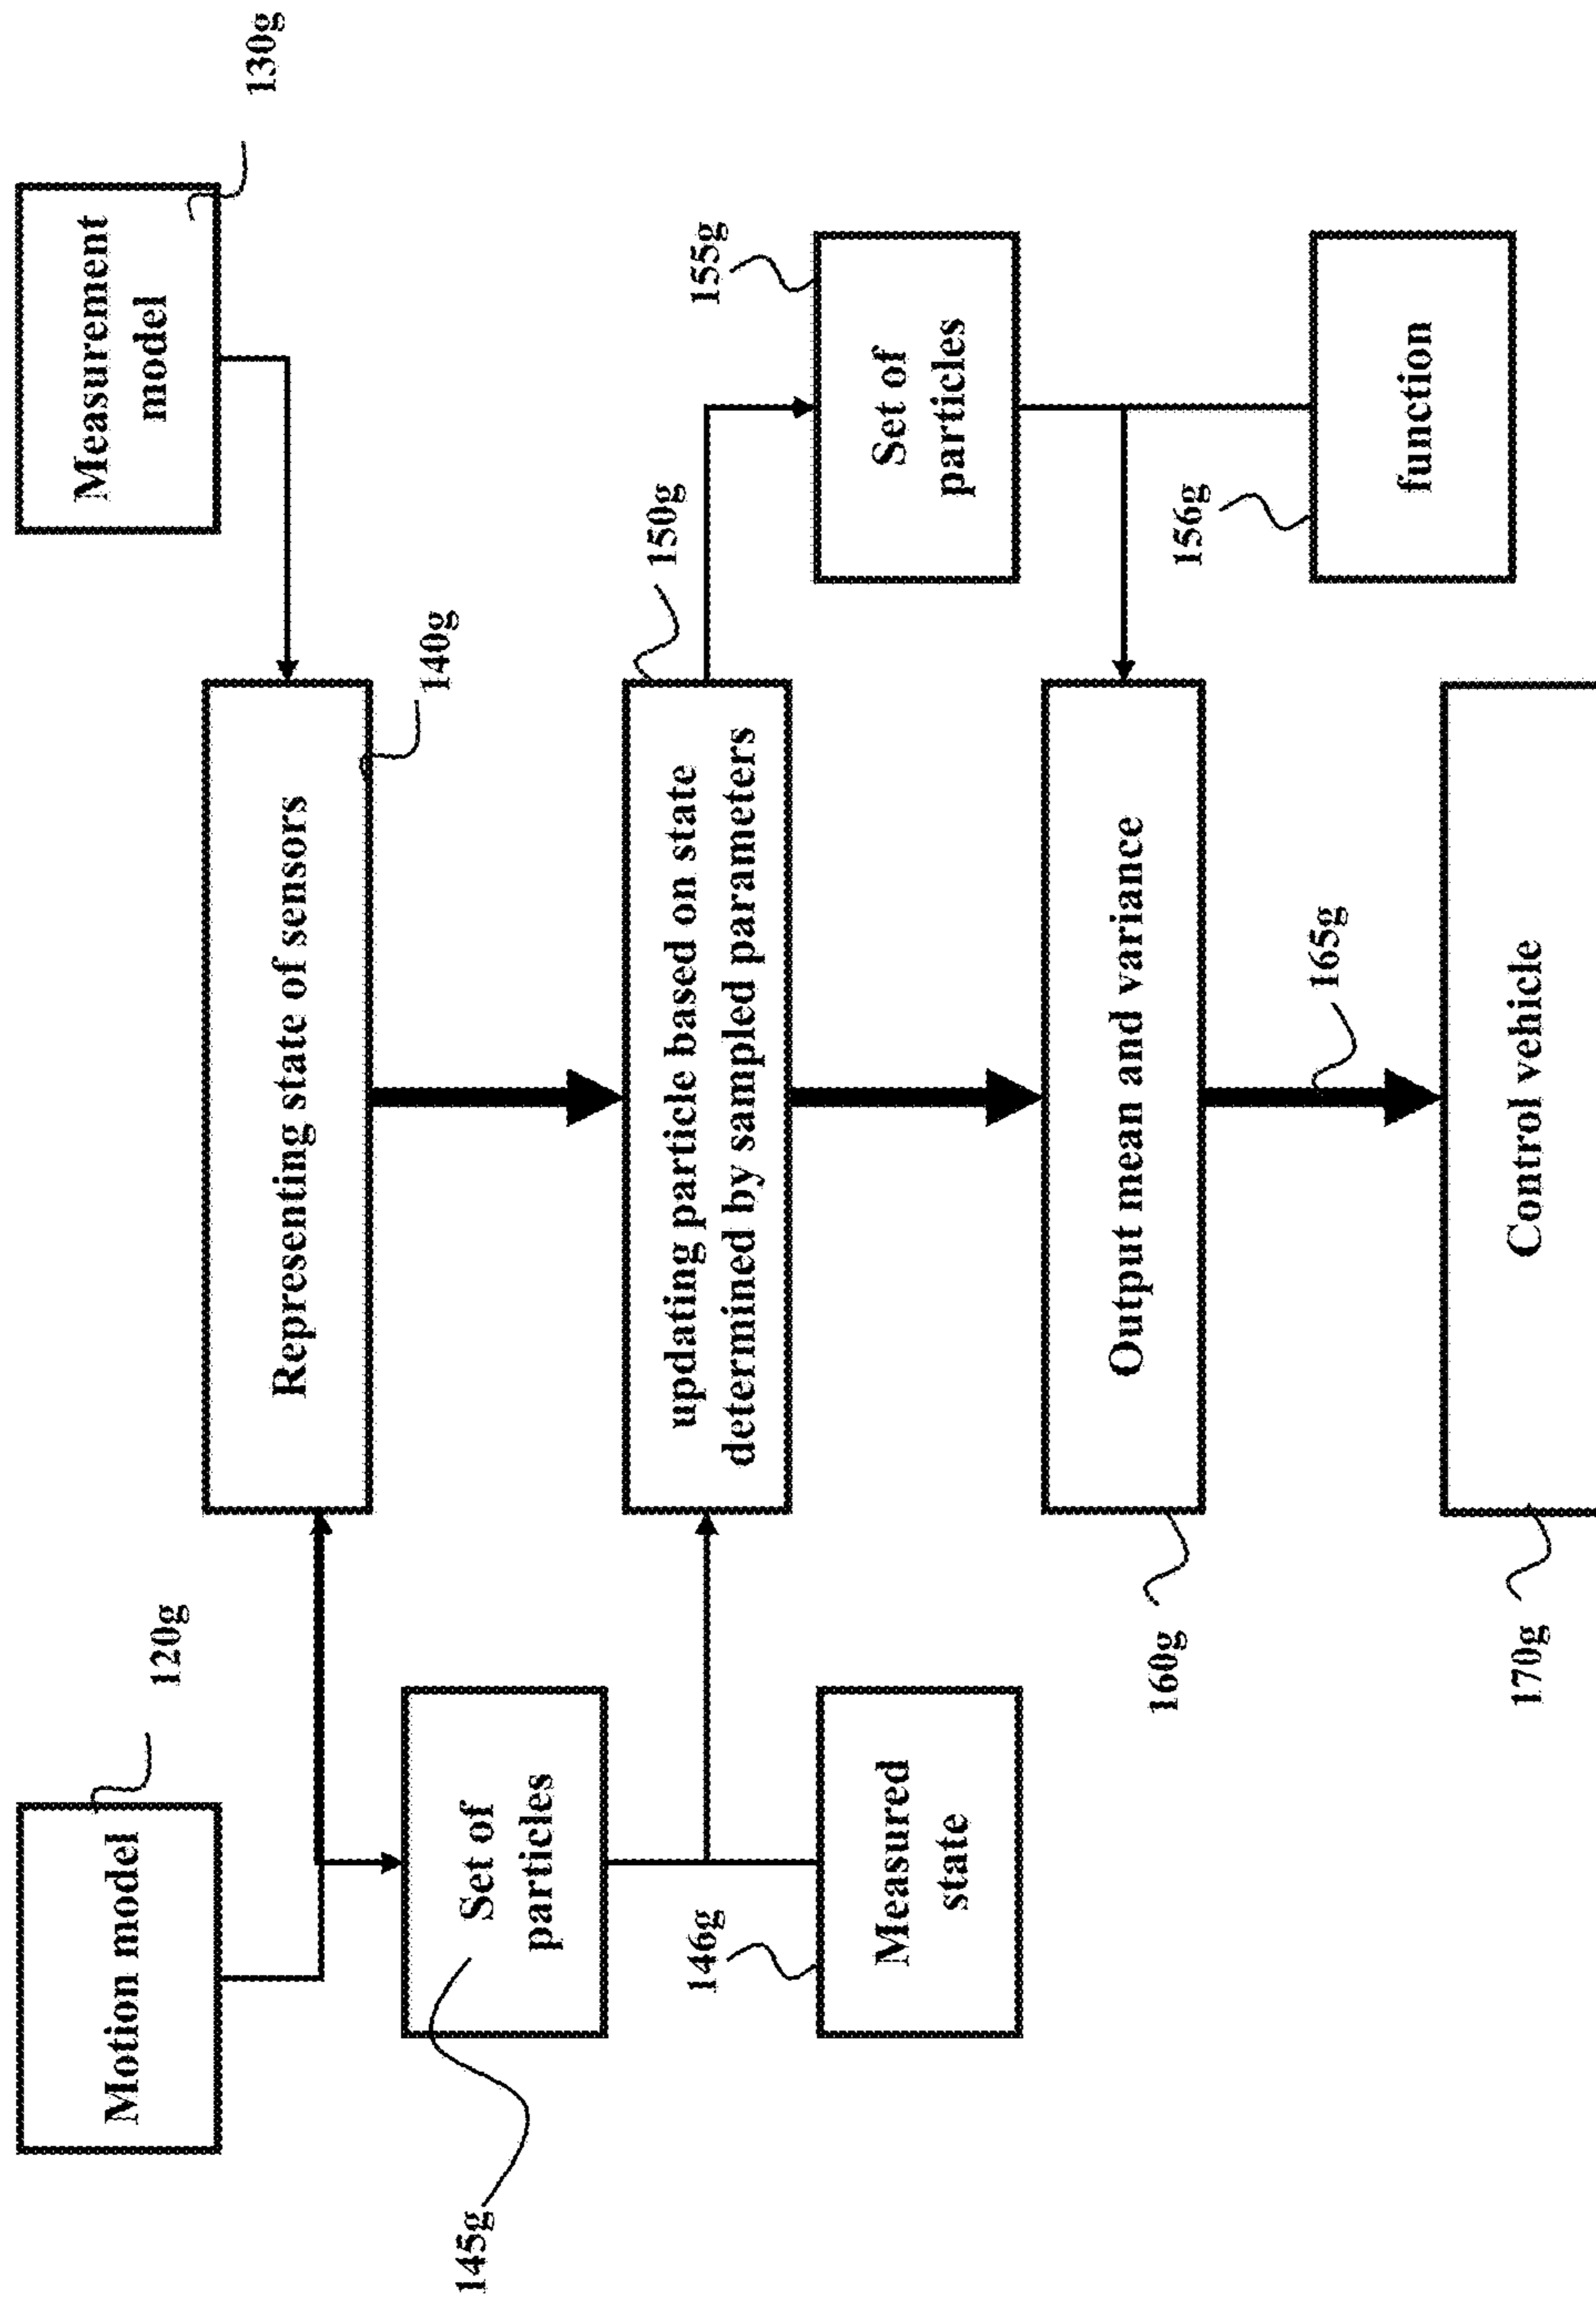 Motion model
120g
Measurement
model
130g
Representing state of sensors
140g
145g
Set of
particles
146g
Measured
state
updating particle based on state
determined by sampled parameters
150g
155g
Set of
particles
156g
function
160g
Output mean and variance
165g
170g
Control vehicle